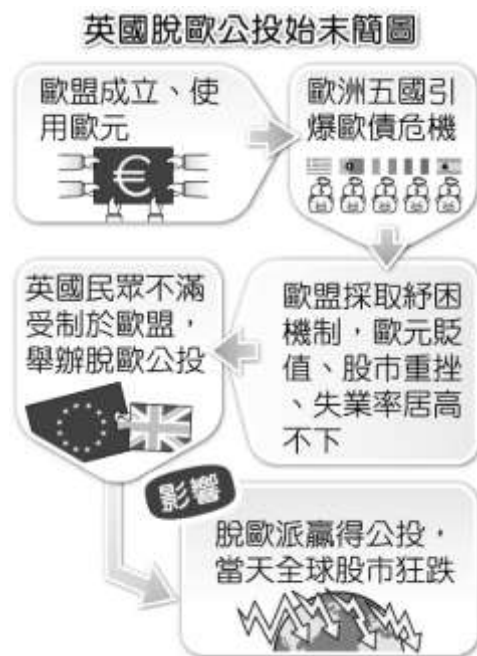 英國脫歐公投始末簡圖
歐盟成立、使
用歐元
€
歐洲五國引
爆歐債危機
歐盟採取紓困
機制，歐元貶
值、股市重挫
、失業率居高
不下
英國民眾不滿
受制於歐盟，
舉辦脫歐公投
影響
脫歐派贏得公投，
當天全球股市狂跌